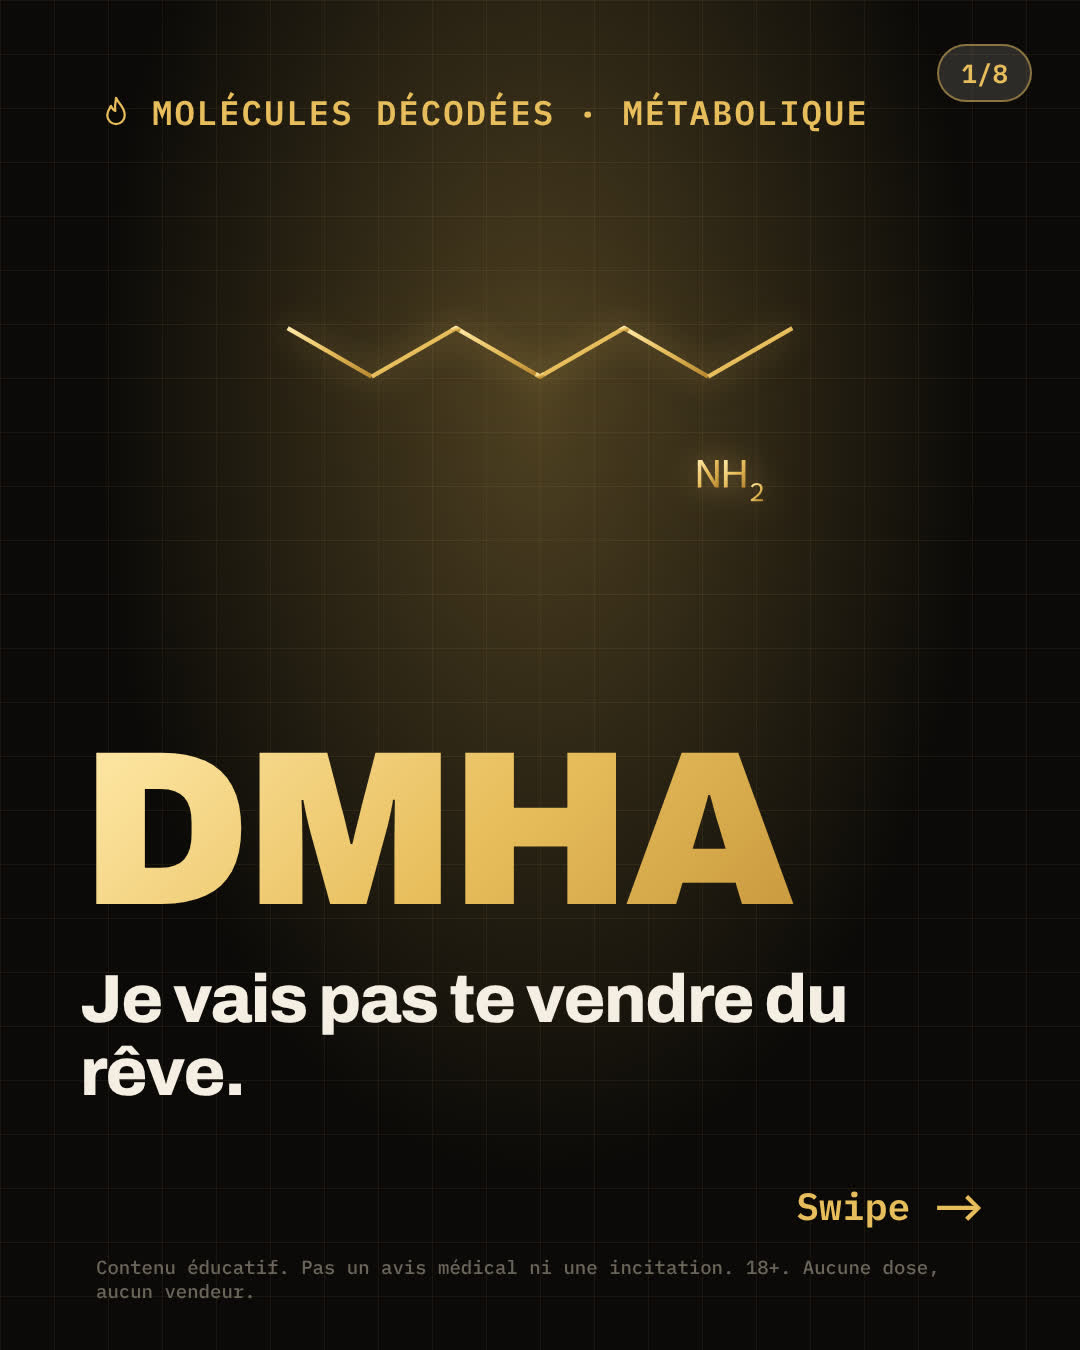 1/8
MOLÉCULES DÉCODÉES · MÉTABOLIQUE
NH₂
DMHA
Je vais pas te vendre du
rêve.
Swipe →
Contenu éducatif. Pas un avis médical ni une incitation. 18+. Aucune dose,
aucun vendeur.